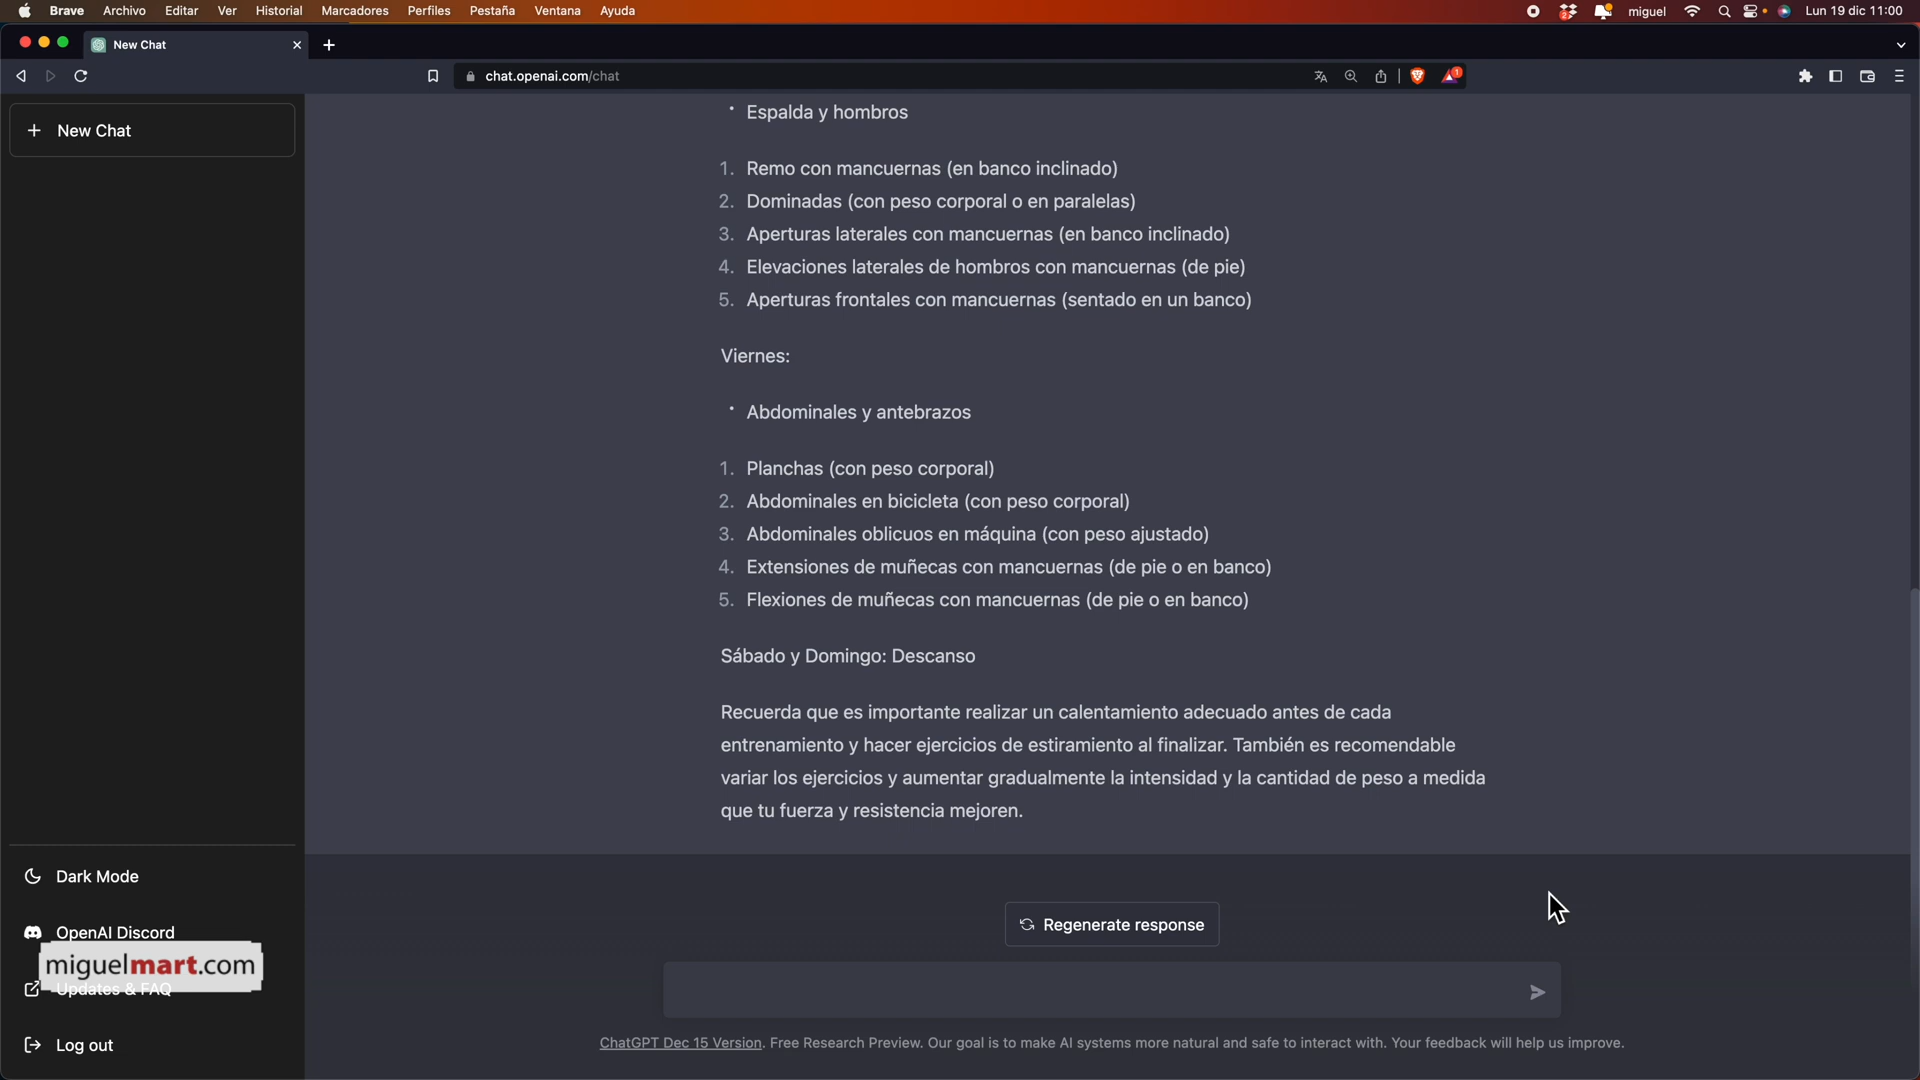 Brave Archivo Editar Ver Historial Marcadores Perfiles Pestaña Ventana Ayuda 2 miguel Lun 19 dic 11:00
New Chat
chat.openai.com/chat 1
New Chat
• Espalda y hombros
1. Remo con mancuernas (en banco inclinado)
2. Dominadas (con peso corporal o en paralelas)
3. Aperturas laterales con mancuernas (en banco inclinado)
4. Elevaciones laterales de hombros con mancuernas (de pie)
5. Aperturas frontales con mancuernas (sentado en un banco)
Viernes:
• Abdominales y antebrazos
1. Planchas (con peso corporal)
2. Abdominales en bicicleta (con peso corporal)
3. Abdominales oblicuos en máquina (con peso ajustado)
4. Extensiones de muñecas con mancuernas (de pie o en banco)
5. Flexiones de muñecas con mancuernas (de pie o en banco)
Sábado y Domingo: Descanso
Recuerda que es importante realizar un calentamiento adecuado antes de cada
entrenamiento y hacer ejercicios de estiramiento al finalizar. También es recomendable
variar los ejercicios y aumentar gradualmente la intensidad y la cantidad de peso a medida
que tu fuerza y resistencia mejoren.
Dark Mode
OpenAI Discord
miguelmart.com
Updates & FAQ
Log out
Regenerate response
ChatGPT Dec 15 Version. Free Research Preview. Our goal is to make AI systems more natural and safe to interact with. Your feedback will help us improve.